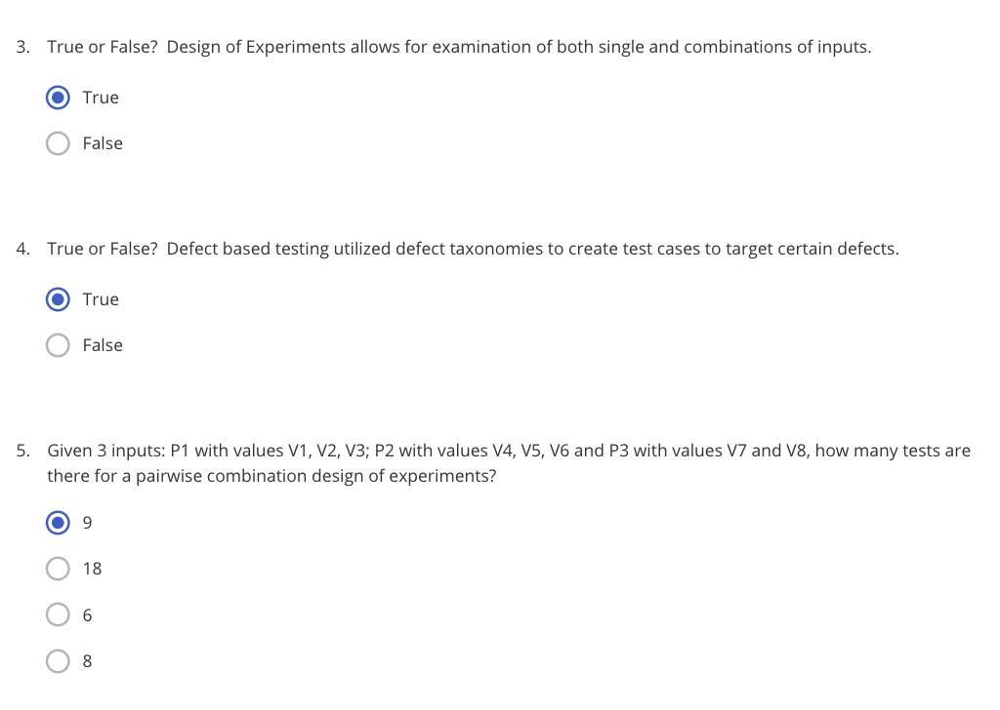 3. True or False? Design of Experiments allows for examination of both single and combinations of inputs.
True
False
4. True or False? Defect based testing utilized defect taxonomies to create test cases to target certain defects.
True
False
5. Given 3 inputs: P1 with values V1, V2, V3; P2 with values V4, V5, V6 and P3 with values V7 and V8, how many tests are
there for a pairwise combination design of experiments?
9
18
6
8